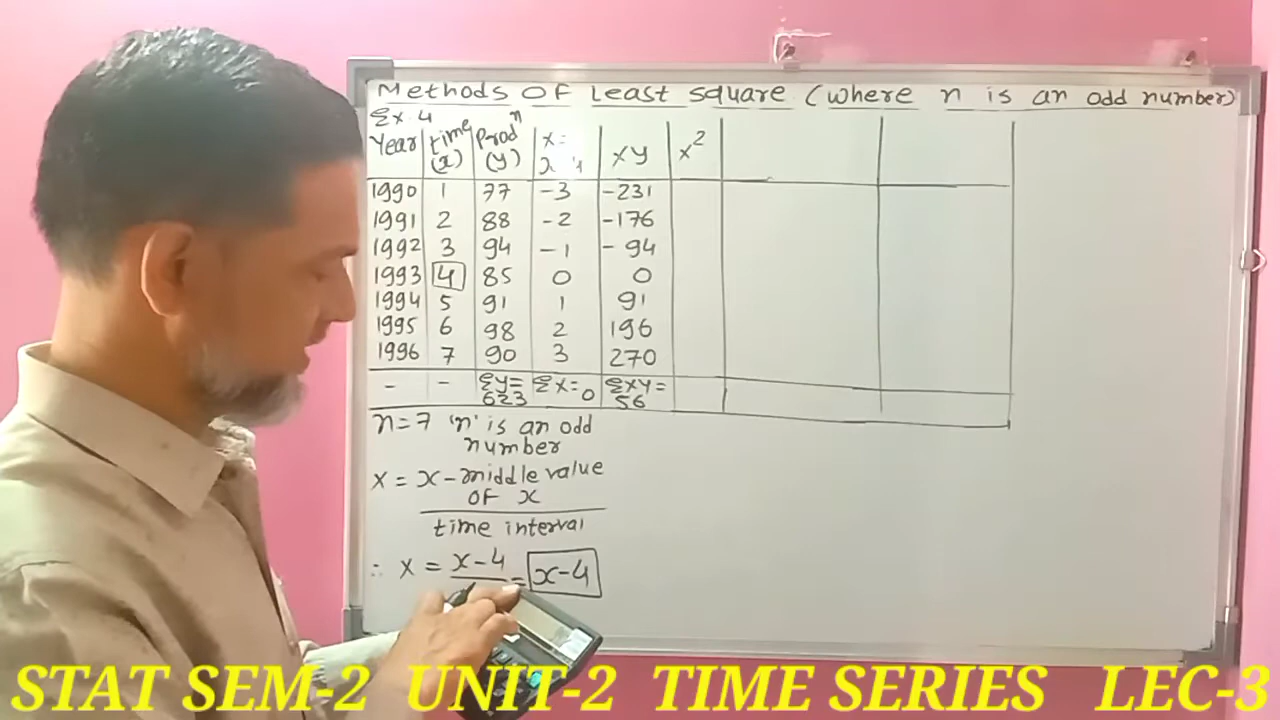 Methods OF Least square (where n is an odd number)
Ex. 4
Year time (x) Prodⁿ (y) X = XY X²
1990 1 77 -3 -231
1991 2 88 -2 -176
1992 3 94 -1 -94
1993 4 85 0 0
1994 5 91 1 91
1995 6 98 2 196
1996 7 90 3 270
- - Σy= 623 ΣX=0 ΣXY= 56
n=7 'n' is an odd
number
X = x - middle value
OF x
time interval
∴ X = x-4 = x-4
STAT SEM-2 UNIT-2 TIME SERIES LEC-3